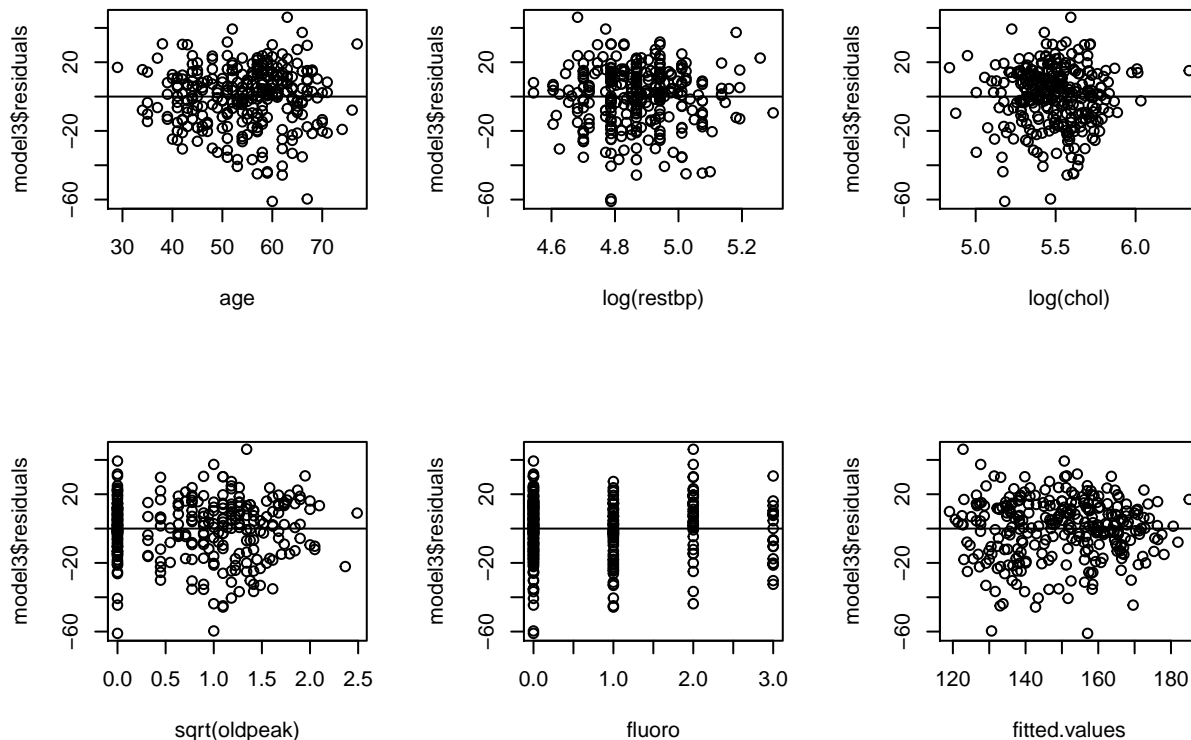 model3$residuals
20
−20
−60
30 40 50 60 70
age
model3$residuals
20
−20
−60
4.6 4.8 5.0 5.2
log(restbp)
model3$residuals
20
−20
−60
5.0 5.5 6.0
log(chol)
model3$residuals
20
−20
−60
0.0 0.5 1.0 1.5 2.0 2.5
sqrt(oldpeak)
model3$residuals
20
−20
−60
0.0 1.0 2.0 3.0
fluoro
model3$residuals
20
−20
−60
120 140 160 180
fitted.values